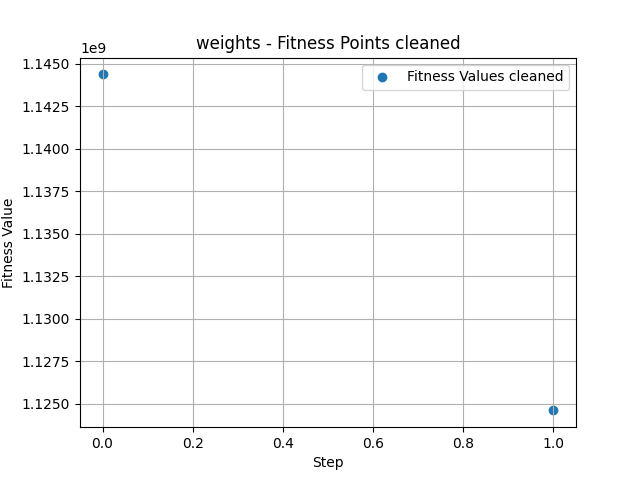 weights - Fitness Points cleaned
1e9
Fitness Values cleaned
1.1450
1.1425
1.1400
1.1375
1.1350
1.1325
1.1300
1.1275
1.1250
Fitness Value
0.0 0.2 0.4 0.6 0.8 1.0
Step